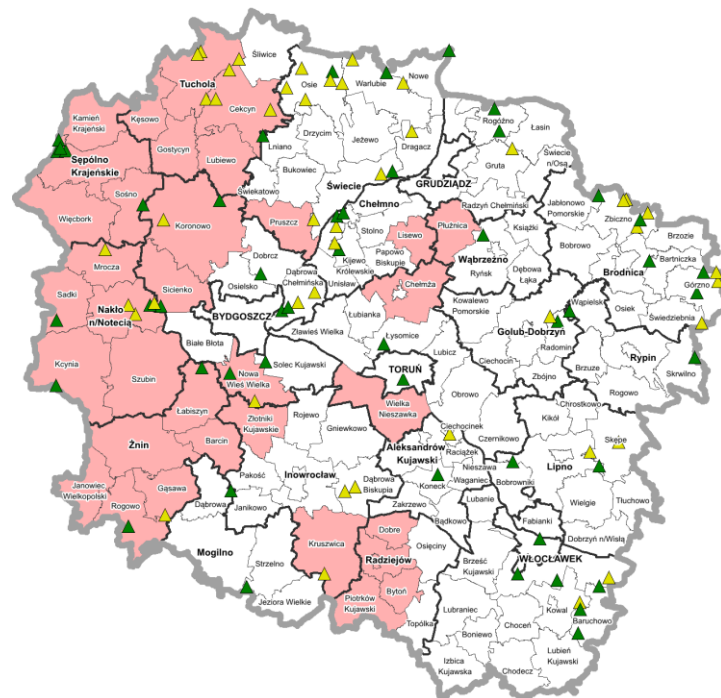 Śliwice
Tuchola
Cekcyn
Kęsowo
Gostycyn
Lubiewo
Kamień
Krajeński
Sępólno
Krajeńskie
Sośno
Więcbork
Osie
Warlubie
Nowe
Drzycim
Jeżewo
Dragacz
Lniano
Bukowiec
Świekatowo
Świecie
Pruszcz
Koronowo
Rogóźno
Łasin
Gruta
Świecie
n/Osą
GRUDZIĄDZ
Radzyń Chełmiński
Chełmno
Stolno
Lisewo
Papowo
Biskupie
Kijewo
Królewskie
Unisław
Płużnica
Wąbrzeźno
Ryńsk
Książki
Dębowa
Łąka
Jabłonowo
Pomorskie
Zbiczno
Bobrowo
Brzozie
Bartniczka
Brodnica
Górzno
Świedziebnia
Osiek
Mrocza
Sadki
Nakło
n/Notecią
Kcynia
Szubin
Sicienko
Dobrcz
Osielsko
Dąbrowa
Chełmińska
BYDGOSZCZ
Białe Błota
Nowa
Wieś Wielka
Solec Kujawski
Zławieś Wielka
Łubianka
Chełmża
Łysomice
TORUŃ
Lubicz
Wielka
Nieszawka
Obrowo
Czernikowo
Kowalewo
Pomorskie
Golub-Dobrzyń
Wąpielsk
Radomin
Ciechocin
Zbójno
Rypin
Brzuze
Rogowo
Skrwilno
Łabiszyn
Barcin
Żnin
Janowiec
Wielkopolski
Gąsawa
Rogowo
Złotniki
Kujawskie
Rojewo
Gniewkowo
Inowrocław
Pakość
Janikowo
Dąbrowa
Biskupia
Kruszwica
Dąbrowa
Mogilno
Strzelno
Jeziora Wielkie
Ciechocinek
Aleksandrów
Kujawski
Raciążek
Nieszawa
Waganiec
Koneck
Zakrzewo
Bądkowo
Lubanie
Bobrowniki
Kikół
Chrostkowo
Skępe
Lipno
Wielgie
Tłuchowo
Fabianki
Dobrzyń n/Wisłą
Dobre
Osięciny
Radziejów
Bytoń
Piotrków
Kujawski
Topólka
WŁOCŁAWEK
Brześć
Kujawski
Lubraniec
Choceń
Kowal
Baruchowo
Boniewo
Izbica
Kujawska
Chodecz
Lubień
Kujawski